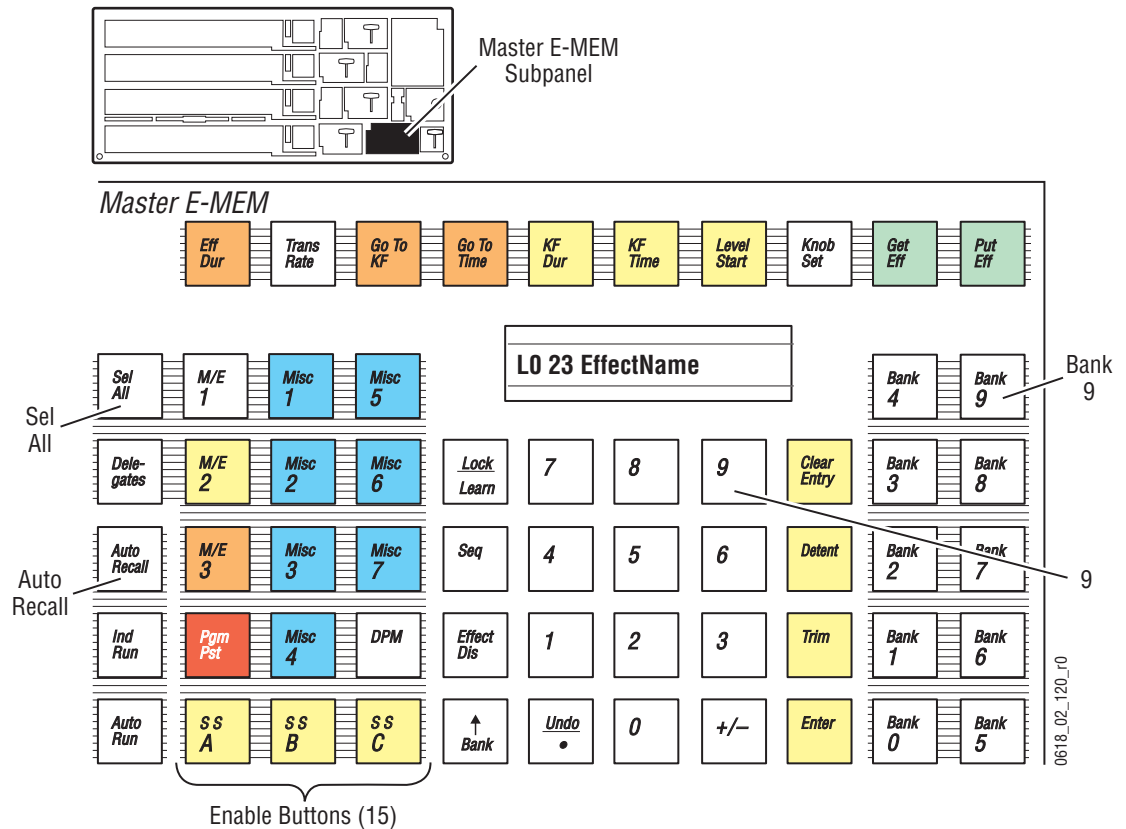 Master E-MEM
Subpanel
Master E-MEM
Eff
Dur
Trans
Rate
Go To
KF
Go To
Time
KF
Dur
KF
Time
Level
Start
Knob
Set
Get
Eff
Put
Eff
L0 23 EffectName
Sel
All
M/E
1
Misc
1
Misc
5
Bank
4
Bank
9
Bank
9
Sel
All
Dele-
gates
M/E
2
Misc
2
Misc
6
Lock
Learn
7
8
9
Clear
Entry
Bank
3
Bank
8
Auto
Recall
M/E
3
Misc
3
Misc
7
Seq
4
5
6
Detent
Bank
2
Bank
7
9
Auto
Recall
Ind
Run
Pgm
Pst
Misc
4
DPM
Effect
Dis
1
2
3
Trim
Bank
1
Bank
6
Auto
Run
S S
A
S S
B
S S
C
↑
Bank
Undo
•
0
+/–
Enter
Bank
0
Bank
5
0618_02_120_r0
Enable Buttons (15)